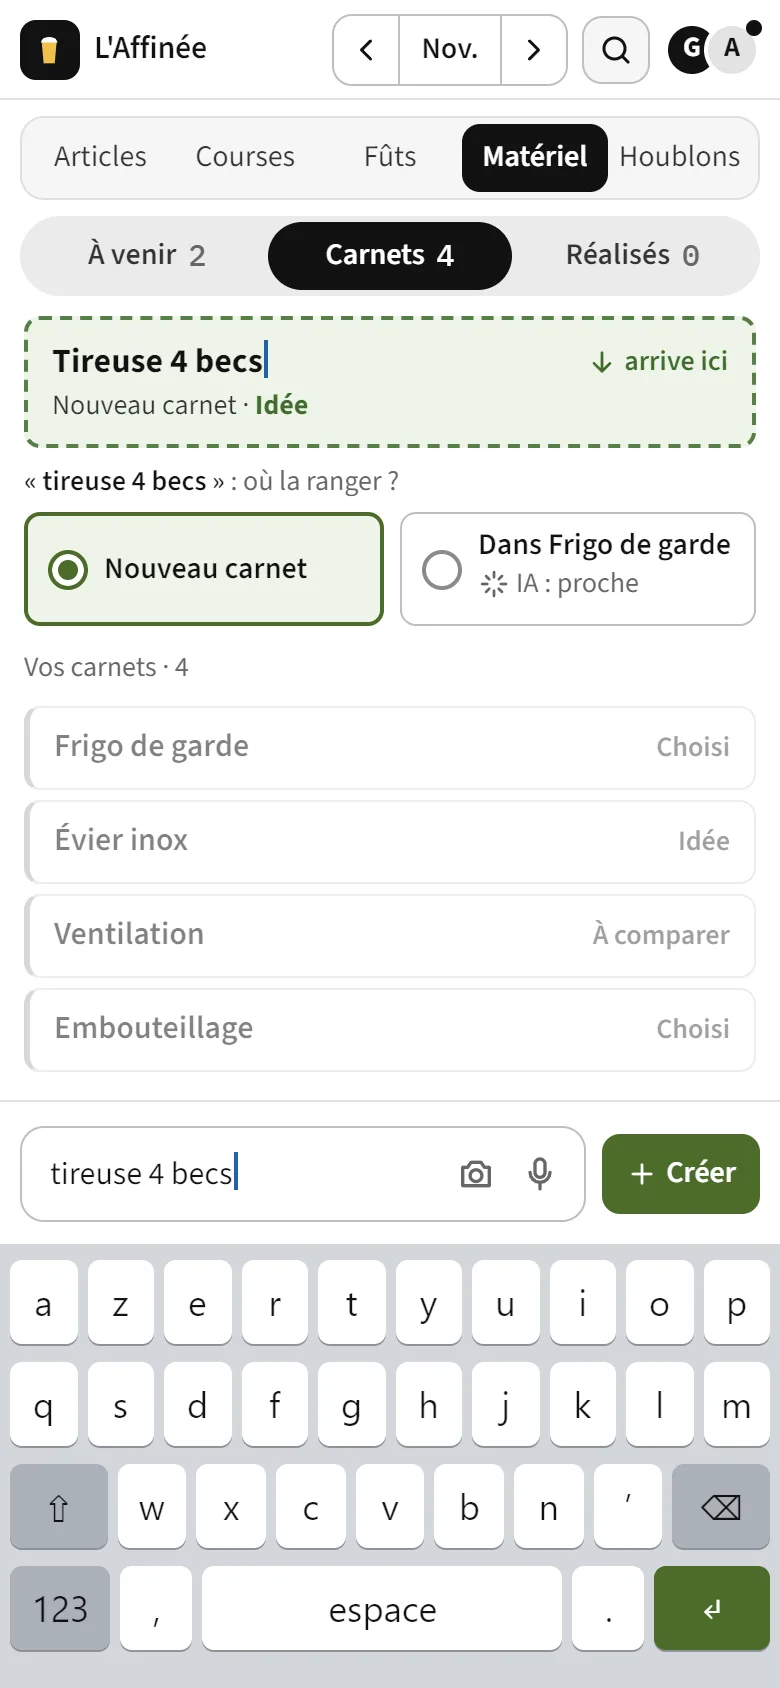 L'Affinée
Nov.
G
A
Articles
Courses
Fûts
Matériel
Houblons
À venir 2
Carnets 4
Réalisés 0
Tireuse 4 becs
↓ arrive ici
Nouveau carnet · Idée
« tireuse 4 becs » : où la ranger ?
Nouveau carnet
Dans Frigo de garde
IA : proche
Vos carnets · 4
Frigo de garde
Choisi
Évier inox
Idée
Ventilation
À comparer
Embouteillage
Choisi
tireuse 4 becs
+ Créer
a z e r t y u i o p
q s d f g h j k l m
⇧ w x c v b n ’ ⌫
123 , espace . ↵